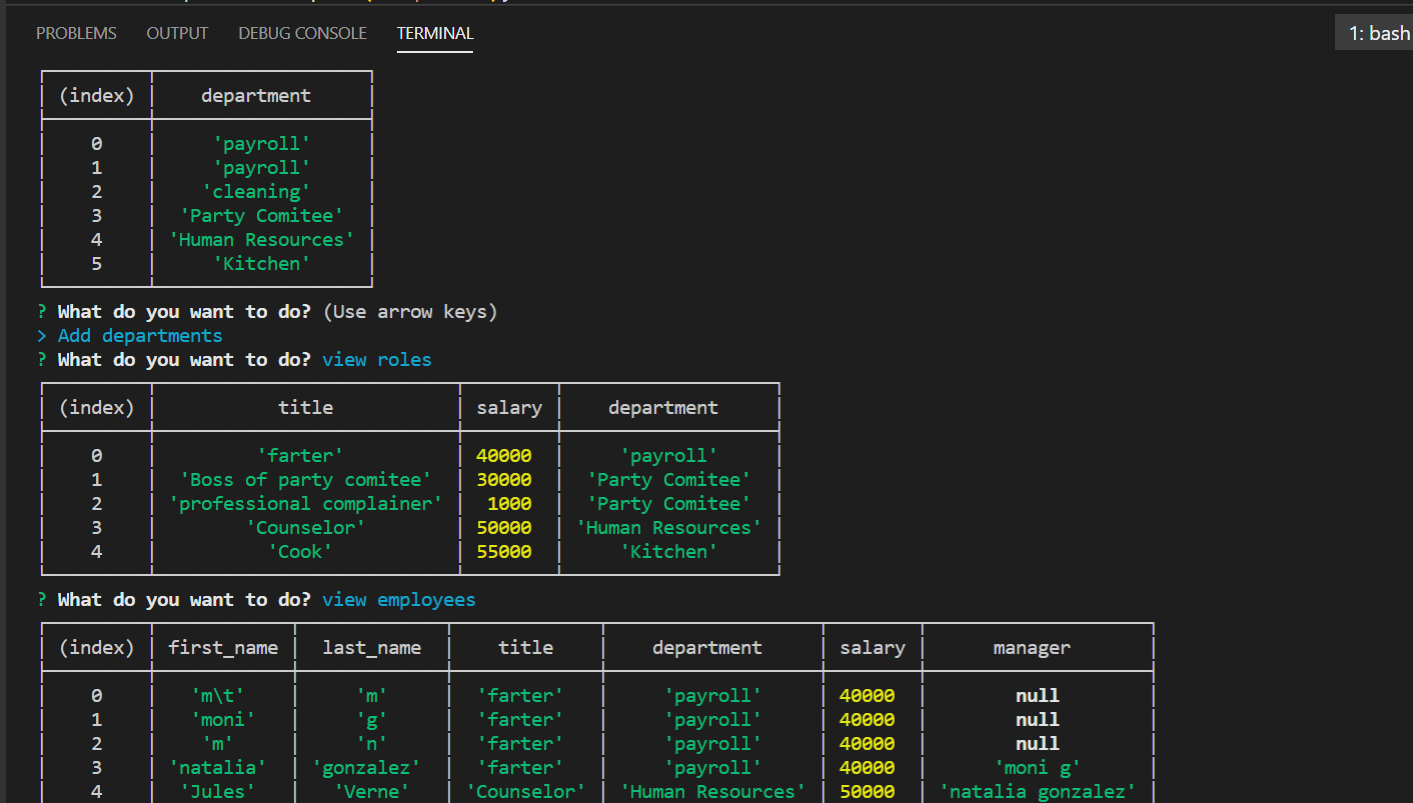 PROBLEMS OUTPUT DEBUG CONSOLE TERMINAL 1: bash
(index) department
0 'payroll'
1 'payroll'
2 'cleaning'
3 'Party Comitee'
4 'Human Resources'
5 'Kitchen'
? What do you want to do? (Use arrow keys)
> Add departments
? What do you want to do? view roles
(index) title salary department
0 'farter' 40000 'payroll'
1 'Boss of party comitee' 30000 'Party Comitee'
2 'professional complainer' 1000 'Party Comitee'
3 'Counselor' 50000 'Human Resources'
4 'Cook' 55000 'Kitchen'
? What do you want to do? view employees
(index) first_name last_name title department salary manager
0 'm\t' 'm' 'farter' 'payroll' 40000 null
1 'moni' 'g' 'farter' 'payroll' 40000 null
2 'm' 'n' 'farter' 'payroll' 40000 null
3 'natalia' 'gonzalez' 'farter' 'payroll' 40000 'moni g'
4 'Jules' 'Verne' 'Counselor' 'Human Resources' 50000 'natalia gonzalez'